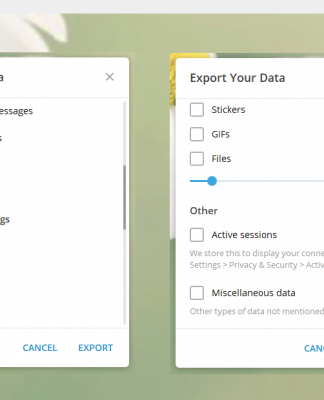 a
essages
s
gs
CANCEL EXPORT
Export Your Data
Stickers
GIFs
Files
Other
Active sessions
We store this to display your conne
Settings > Privacy & Security > Activ
Miscellaneous data
Other types of data not mentioned
CANC